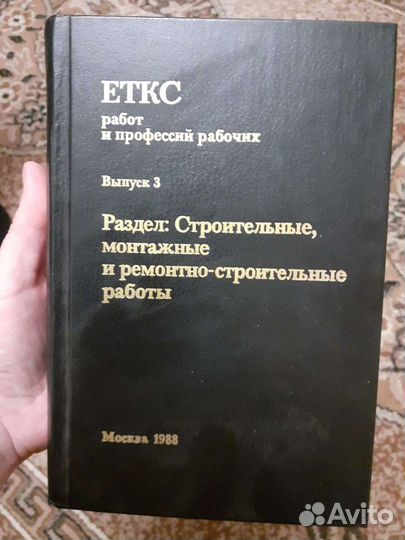 ЕТКС
работ
и профессий рабочих
Выпуск 3
Раздел: Строительные,
монтажные
и ремонтно-строительные
работы
Москва 1988
Avito